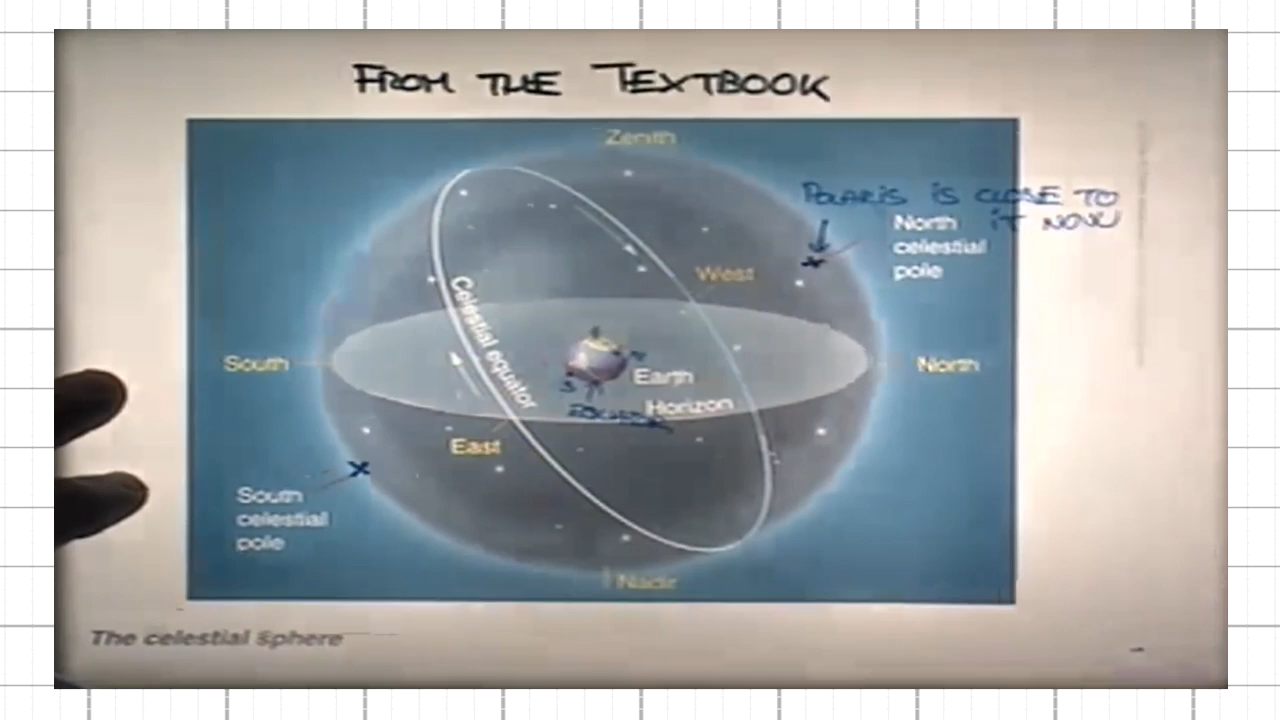 FROM THE TEXTBOOK
Zenith
POLARIS IS CLOSE TO
IT NOW
North
celestial
pole
West
Celestial equator
South
North
Earth
S
Horizon
East
South
celestial
pole
Nadir
The celestial sphere